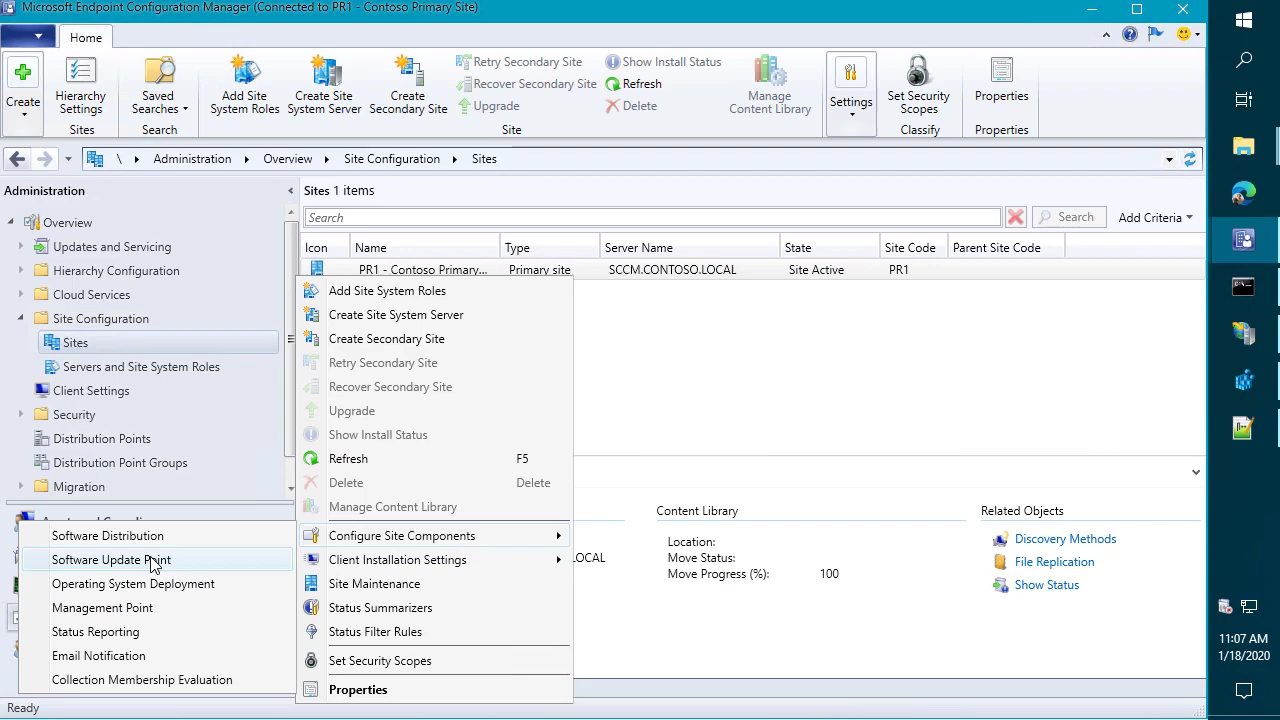 Microsoft Endpoint Configuration Manager (Connected to PR1 - Contoso Primary Site)
Home
Create
Hierarchy Settings
Sites
Saved Searches
Search
Add Site System Roles
Create Site System Server
Create Secondary Site
Retry Secondary Site
Recover Secondary Site
Upgrade
Show Install Status
Refresh
Delete
Site
Manage Content Library
Settings
Set Security Scopes
Classify
Properties
Properties
\ Administration Overview Site Configuration Sites
Administration
Overview
Updates and Servicing
Hierarchy Configuration
Cloud Services
Site Configuration
Sites
Servers and Site System Roles
Client Settings
Security
Distribution Points
Distribution Point Groups
Migration
Sites 1 items
Search
Search
Add Criteria
Icon Name Type Server Name State Site Code Parent Site Code
PR1 - Contoso Primary... Primary site SCCM.CONTOSO.LOCAL Site Active PR1
Add Site System Roles
Create Site System Server
Create Secondary Site
Retry Secondary Site
Recover Secondary Site
Upgrade
Show Install Status
Refresh F5
Delete Delete
Manage Content Library
Configure Site Components
Client Installation Settings
Site Maintenance
Status Summarizers
Status Filter Rules
Set Security Scopes
Properties
Software Distribution
Software Update Point
Operating System Deployment
Management Point
Status Reporting
Email Notification
Collection Membership Evaluation
OCAL
Content Library
Location:
Move Status:
Move Progress (%): 100
Related Objects
Discovery Methods
File Replication
Show Status
Ready
11:07 AM
1/18/2020